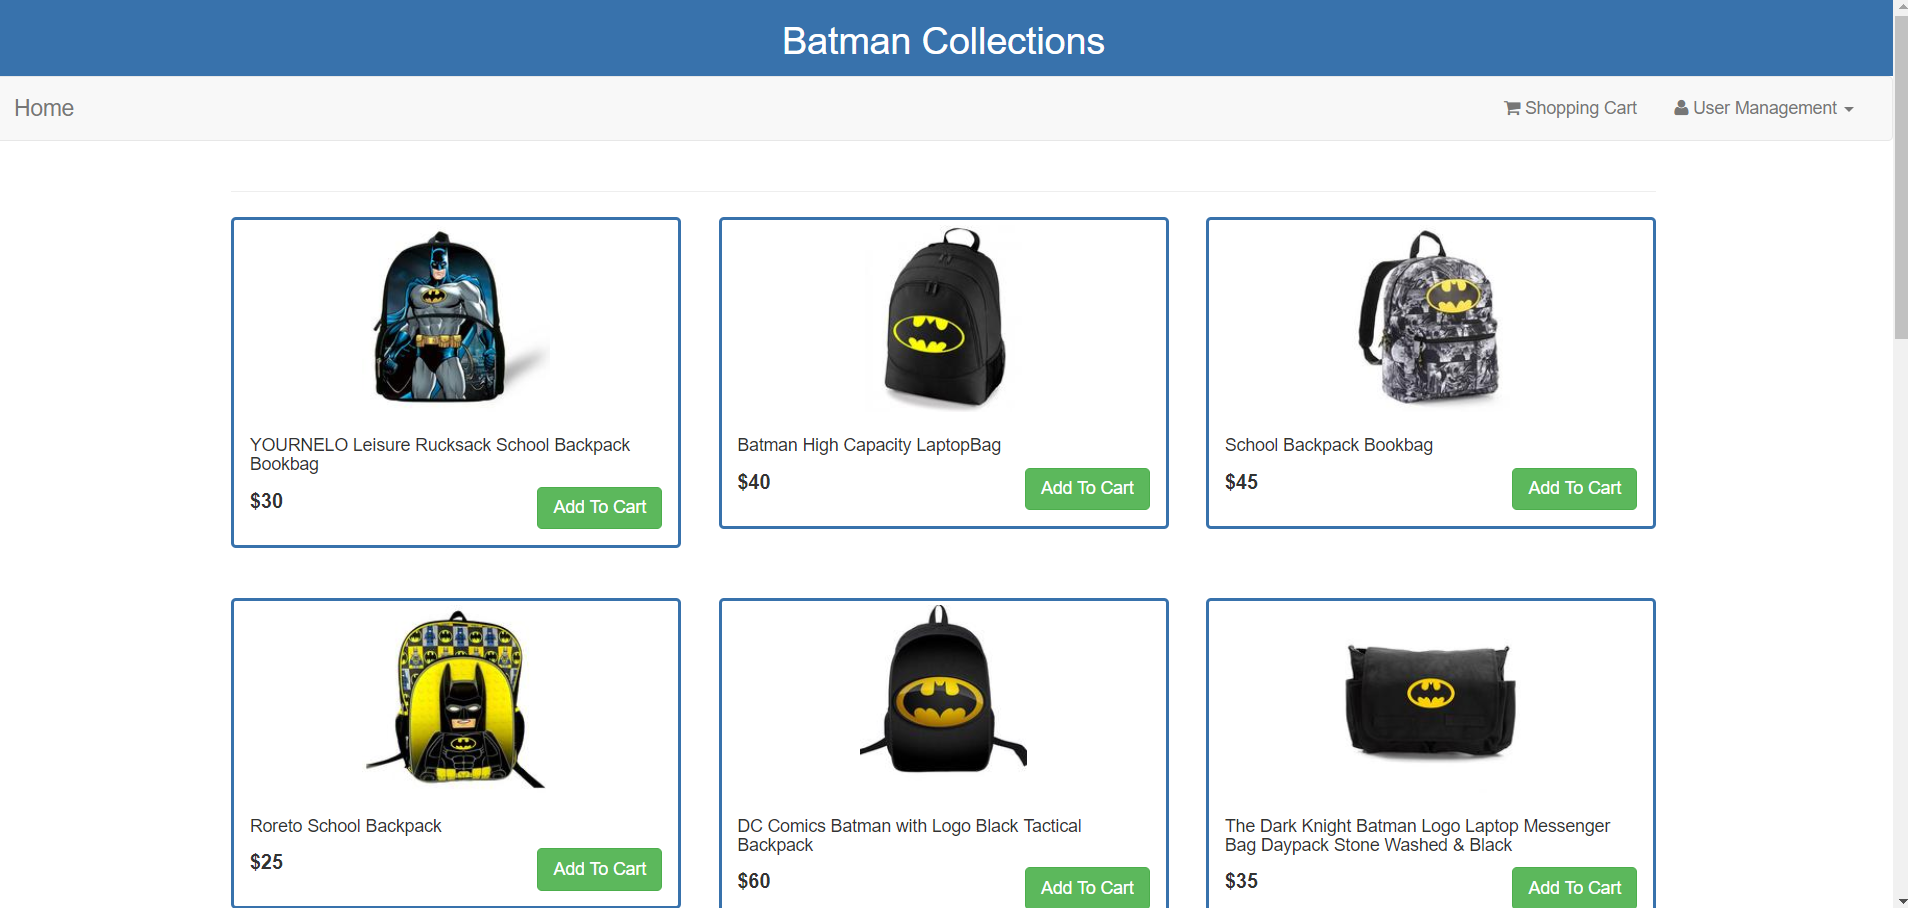 Batman Collections
Home
Shopping Cart
User Management
YOURNELO Leisure Rucksack School Backpack
Bookbag
$30
Add To Cart
Batman High Capacity LaptopBag
$40
Add To Cart
School Backpack Bookbag
$45
Add To Cart
Roreto School Backpack
$25
Add To Cart
DC Comics Batman with Logo Black Tactical
Backpack
$60
Add To Cart
The Dark Knight Batman Logo Laptop Messenger
Bag Daypack Stone Washed & Black
$35
Add To Cart